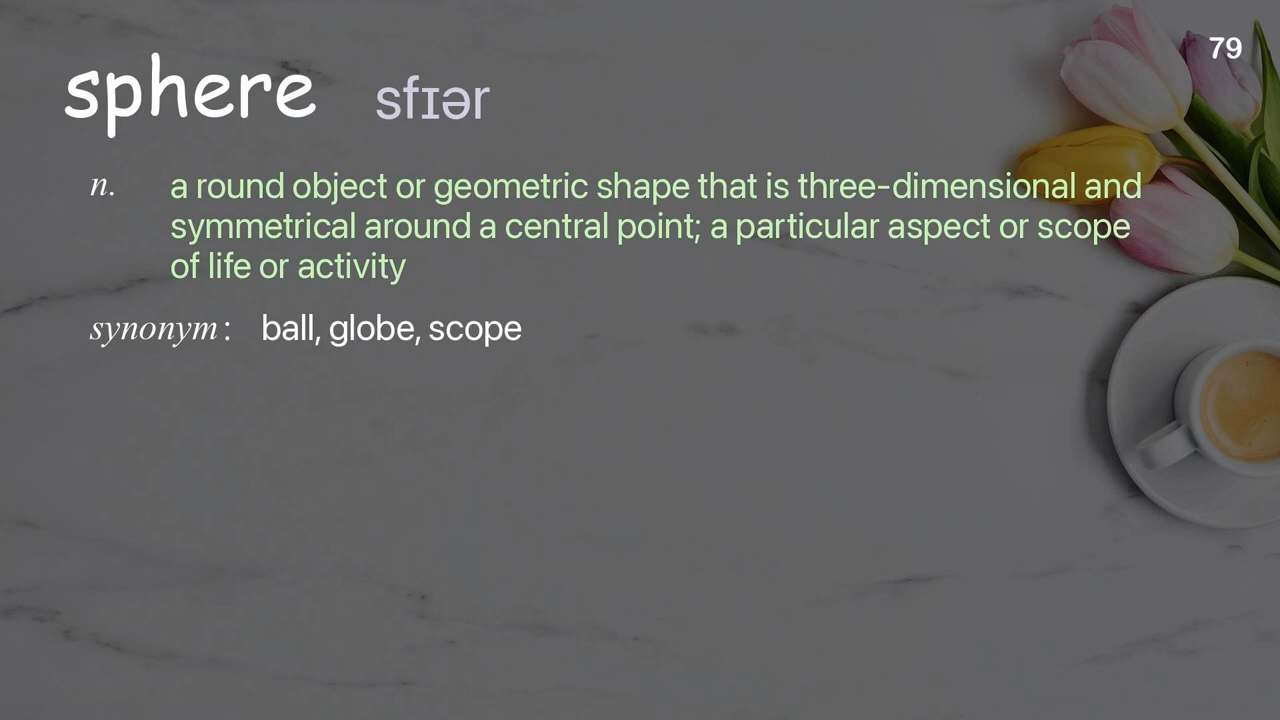 79
sphere sfɪər
n. a round object or geometric shape that is three-dimensional and
symmetrical around a central point; a particular aspect or scope
of life or activity
synonym: ball, globe, scope